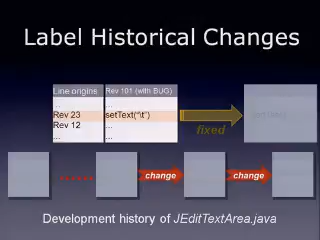 Label Historical Changes
Line origins
Rev 101 (with BUG)
...
...
Rev 23
setText("\t")
Rev 12
...
...
...
fixed
change
change
Development history of JEditTextArea.java